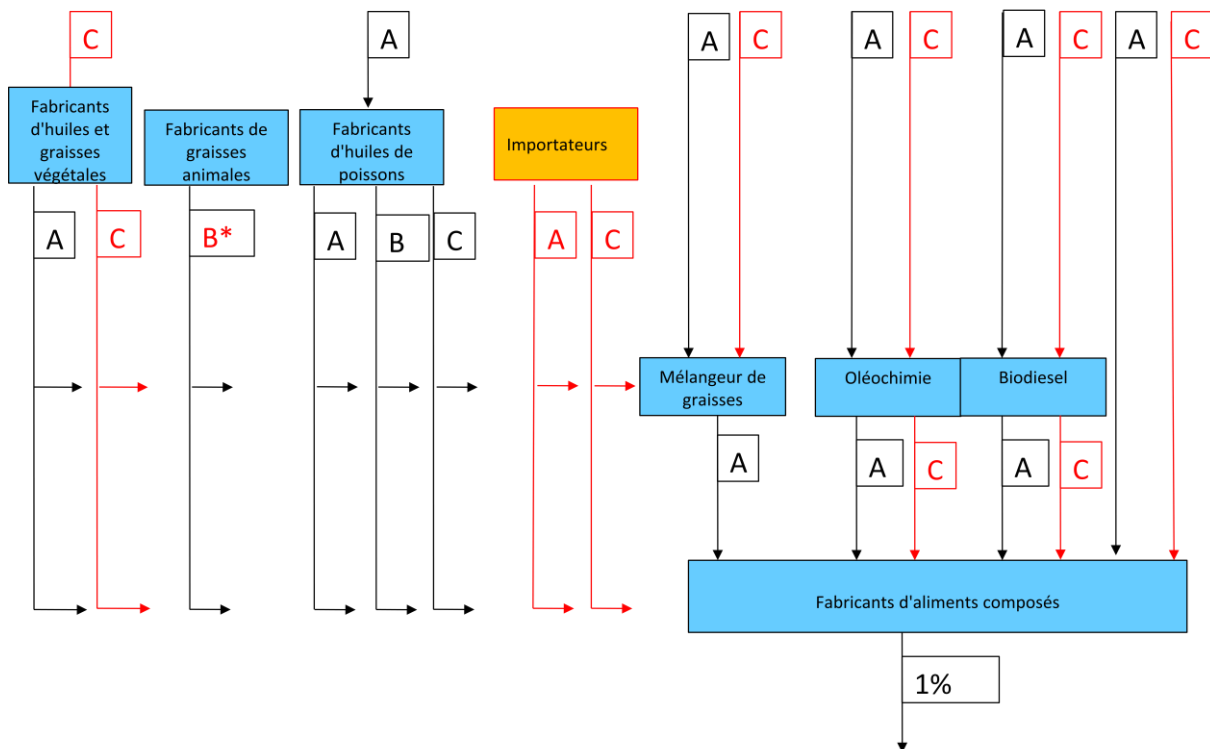 C
A
A
C
A
C
A
C
A
C
Fabricants
d'huiles et
graisses
végétales
Fabricants de
graisses
animales
Fabricants
d'huiles de
poissons
Importateurs
A
C
B*
A
B
C
A
C
Mélangeur de
graisses
Oléochimie
Biodiesel
A
A
C
A
C
Fabricants d'aliments composés
1%